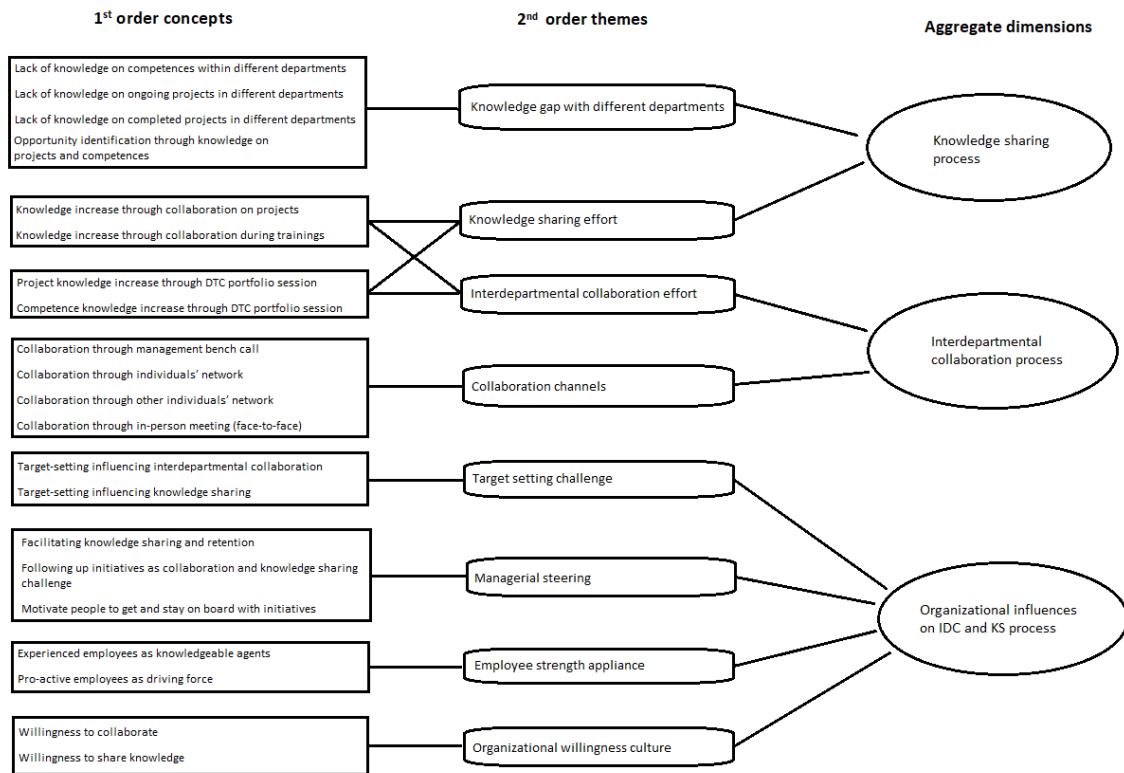 1st order concepts
2nd order themes
Aggregate dimensions
Lack of knowledge on competences within different departments
Lack of knowledge on ongoing projects in different departments
Lack of knowledge on completed projects in different departments
Opportunity identification through knowledge on
projects and competences
Knowledge gap with different departments
Knowledge sharing
process
Knowledge increase through collaboration on projects
Knowledge increase through collaboration during trainings
Knowledge sharing effort
Project knowledge increase through DTC portfolio session
Competence knowledge increase through DTC portfolio session
Interdepartmental collaboration effort
Interdepartmental
collaboration process
Collaboration through management bench call
Collaboration through individuals' network
Collaboration through other individuals' network
Collaboration through in-person meeting (face-to-face)
Collaboration channels
Target-setting influencing interdepartmental collaboration
Target-setting influencing knowledge sharing
Target setting challenge
Facilitating knowledge sharing and retention
Following up initiatives as collaboration and knowledge sharing
challenge
Motivate people to get and stay on board with initiatives
Managerial steering
Organizational influences
on IDC and KS process
Experienced employees as knowledgeable agents
Pro-active employees as driving force
Employee strength appliance
Willingness to collaborate
Willingness to share knowledge
Organizational willingness culture